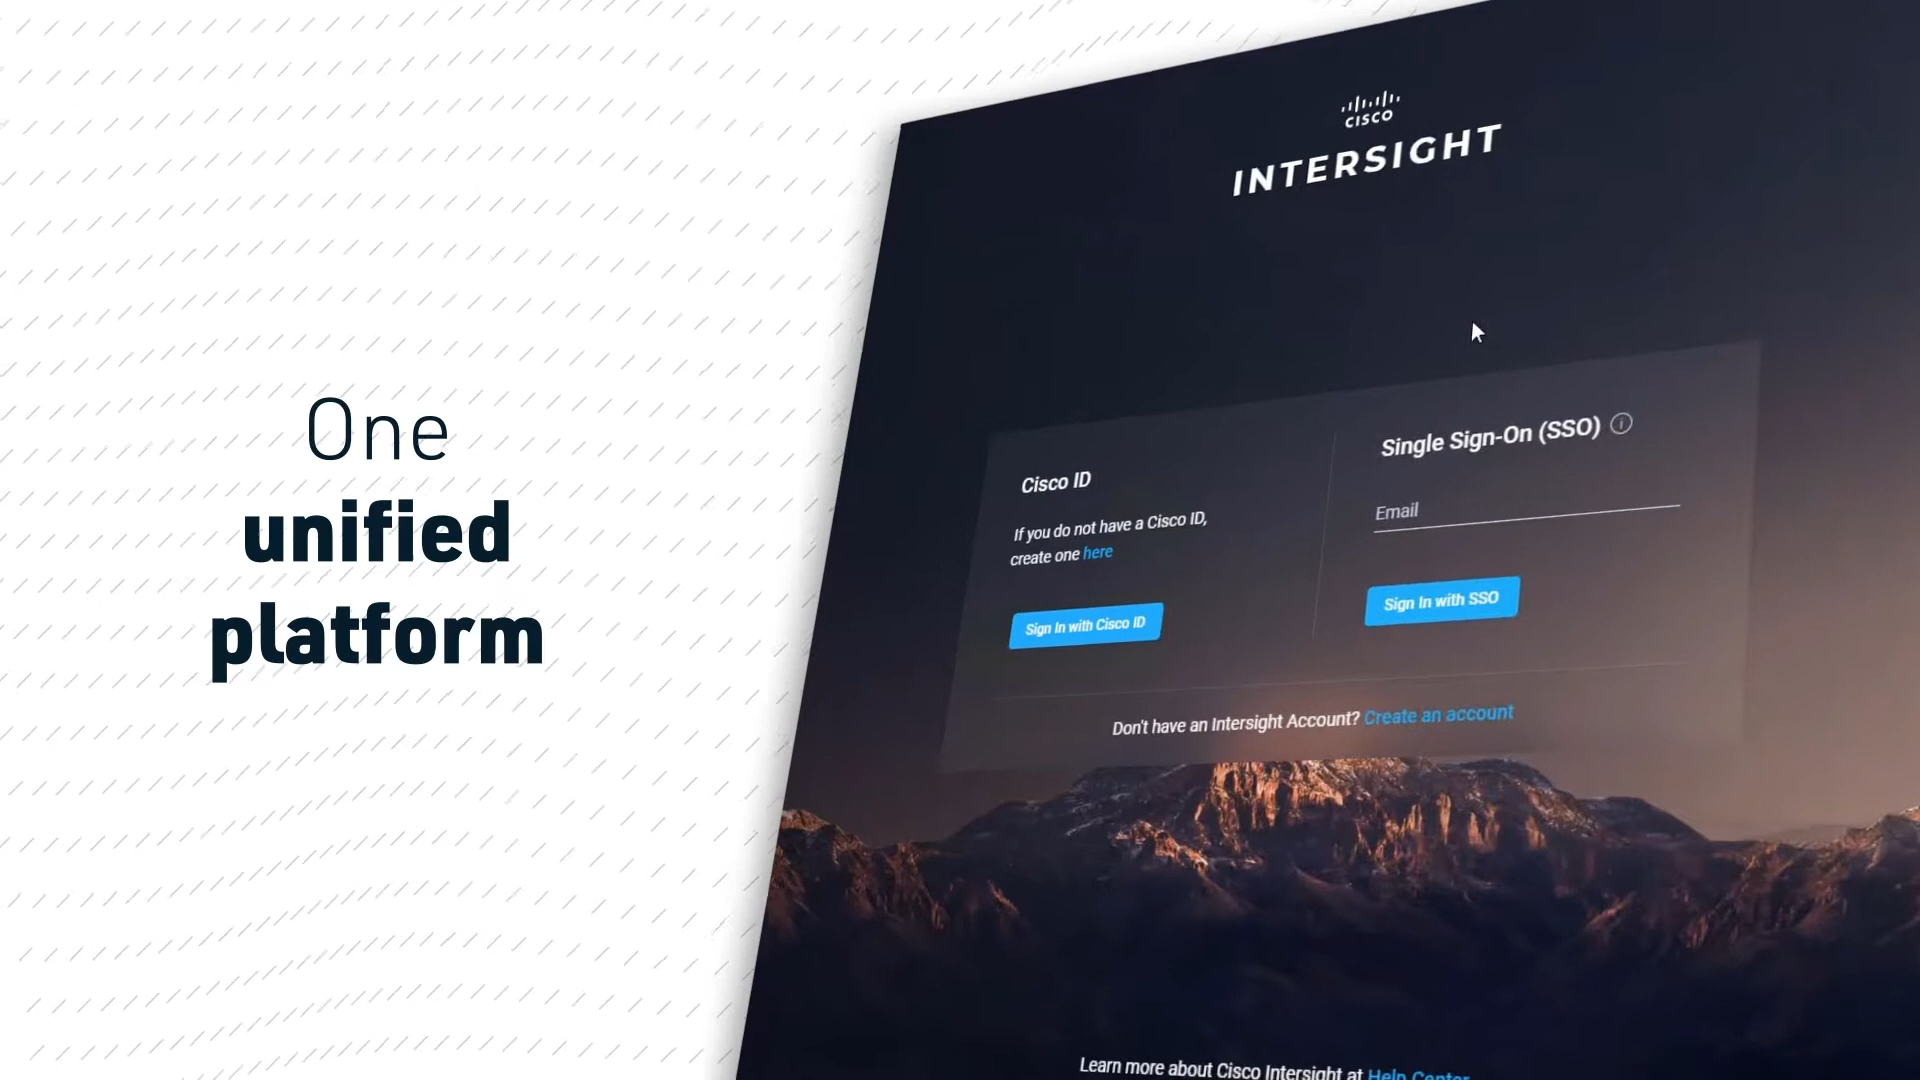 One
unified
platform
CISCO
INTERSIGHT
Cisco ID
If you do not have a Cisco ID,
create one here
Sign In with Cisco ID
Single Sign-On (SSO)
Email
Sign In with SSO
Don't have an Intersight Account? Create an account
Learn more about Cisco Intersight at Help Center